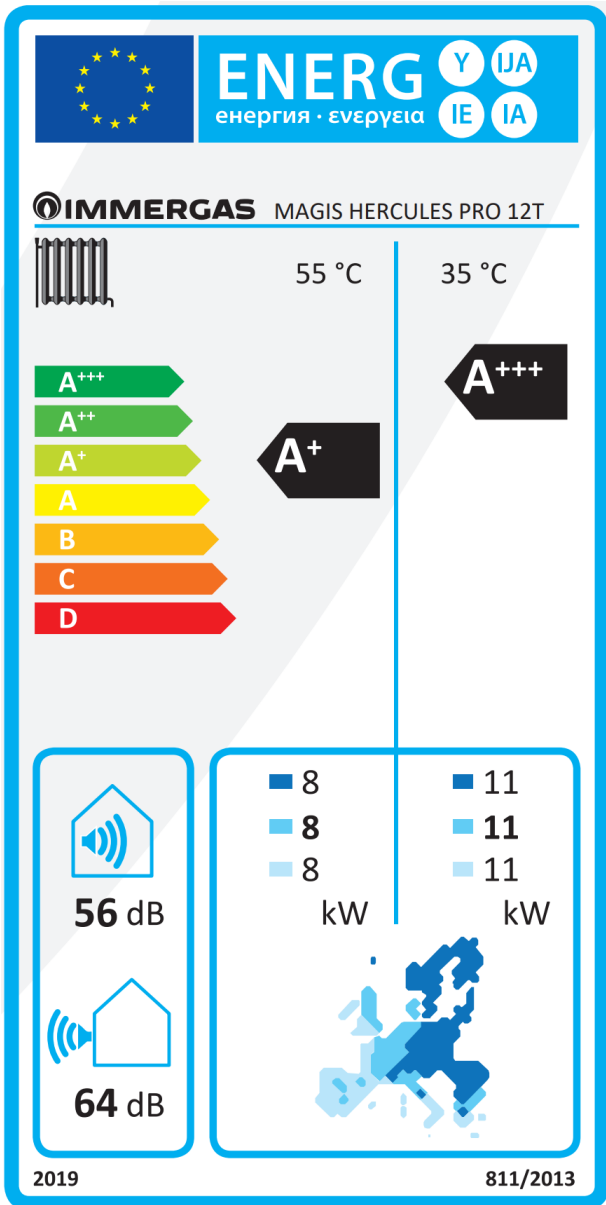 ENERG Y IJA
енергия · ενεργεια IE IA
IMMERGAS MAGIS HERCULES PRO 12T
55 °C 35 °C
A+++
A+++
A++
A+
A+
A
B
C
D
8 11
8 11
8 11
kW kW
56 dB
64 dB
2019 811/2013